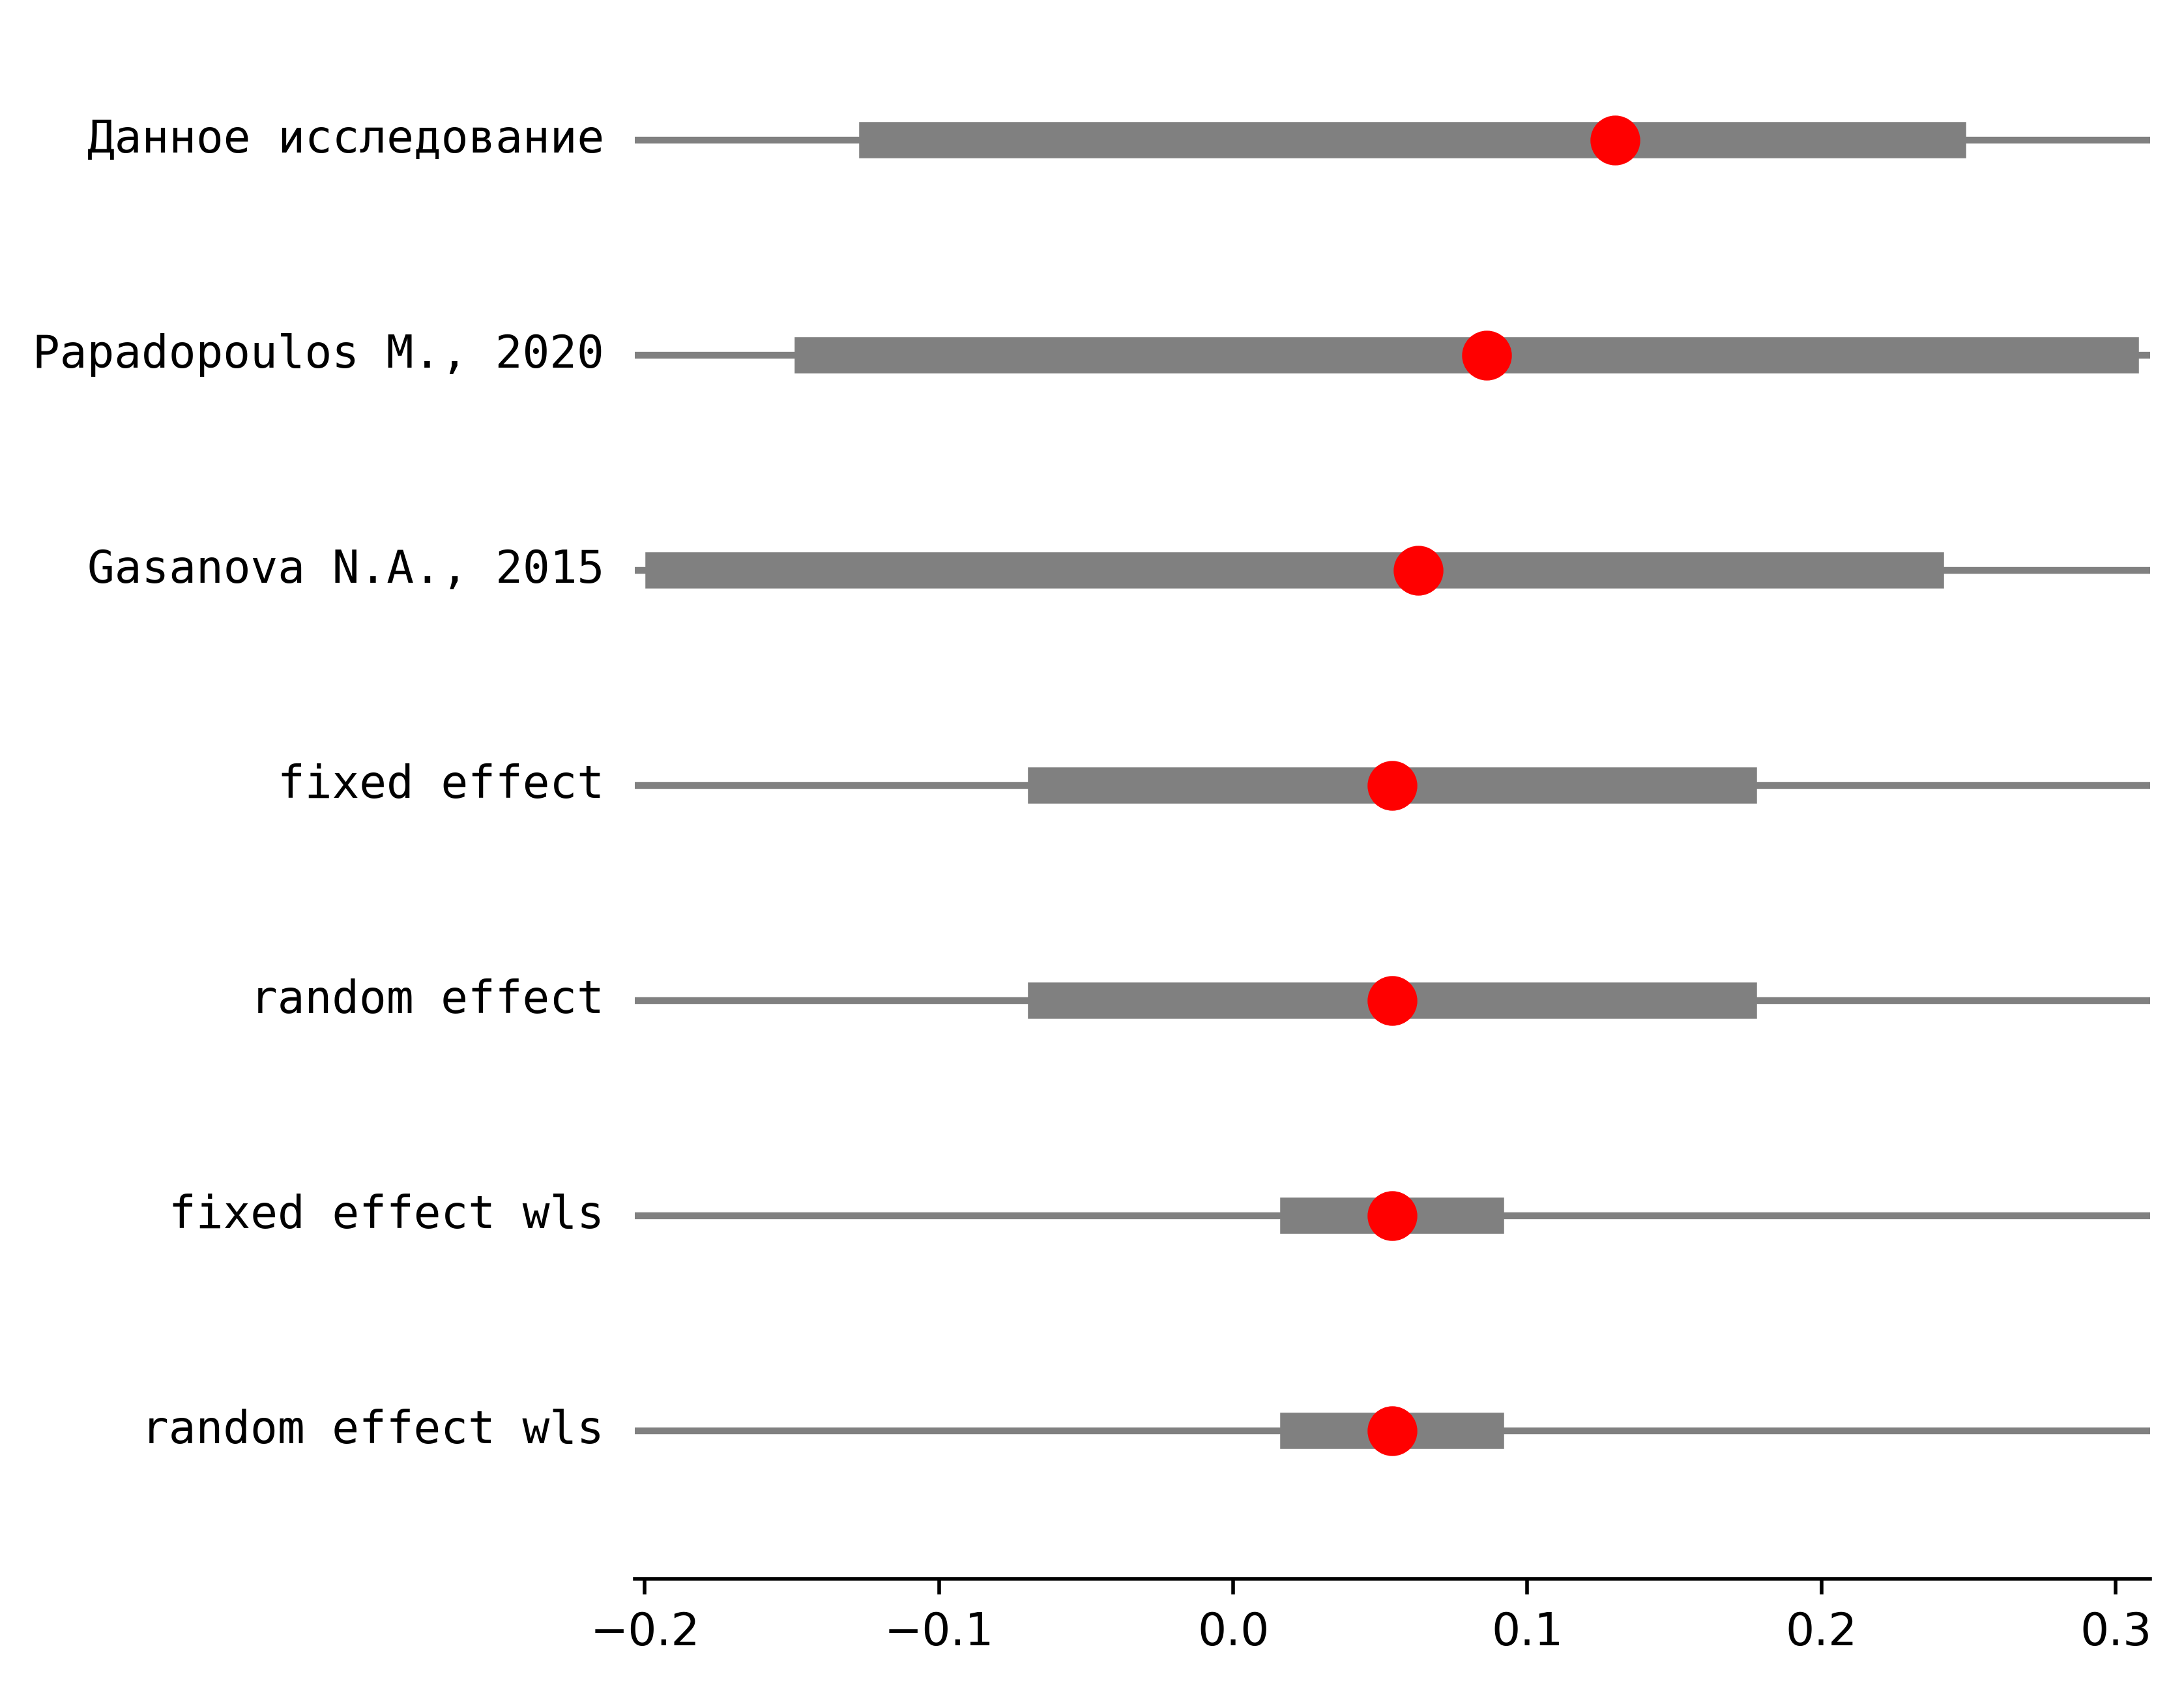 Данное исследование
Papadopoulos M., 2020
Gasanova N.A., 2015
fixed effect
random effect
fixed effect wls
random effect wls
−0.2 −0.1 0.0 0.1 0.2 0.3